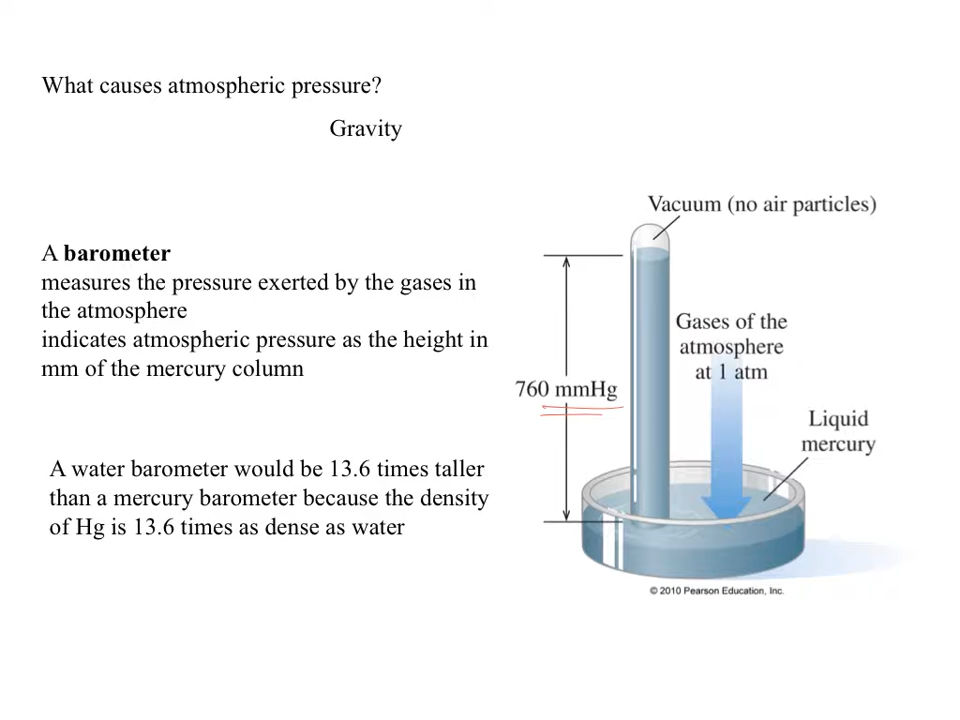 What causes atmospheric pressure?
Gravity
A barometer
measures the pressure exerted by the gases in
the atmosphere
indicates atmospheric pressure as the height in
mm of the mercury column
A water barometer would be 13.6 times taller
than a mercury barometer because the density
of Hg is 13.6 times as dense as water
Vacuum (no air particles)
Gases of the
atmosphere
at 1 atm
760 mmHg
Liquid
mercury
© 2010 Pearson Education, Inc.